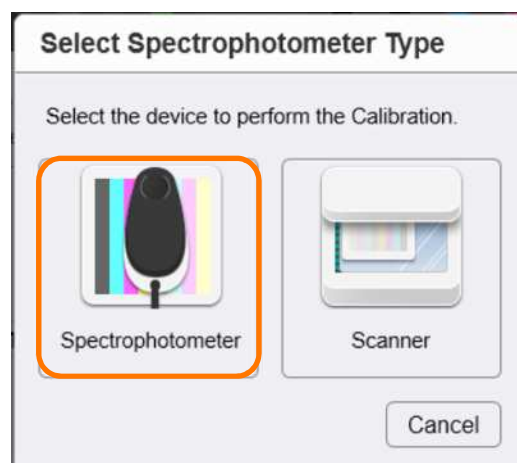 Select Spectrophotometer Type
Select the device to perform the Calibration.
Spectrophotometer
Scanner
Cancel